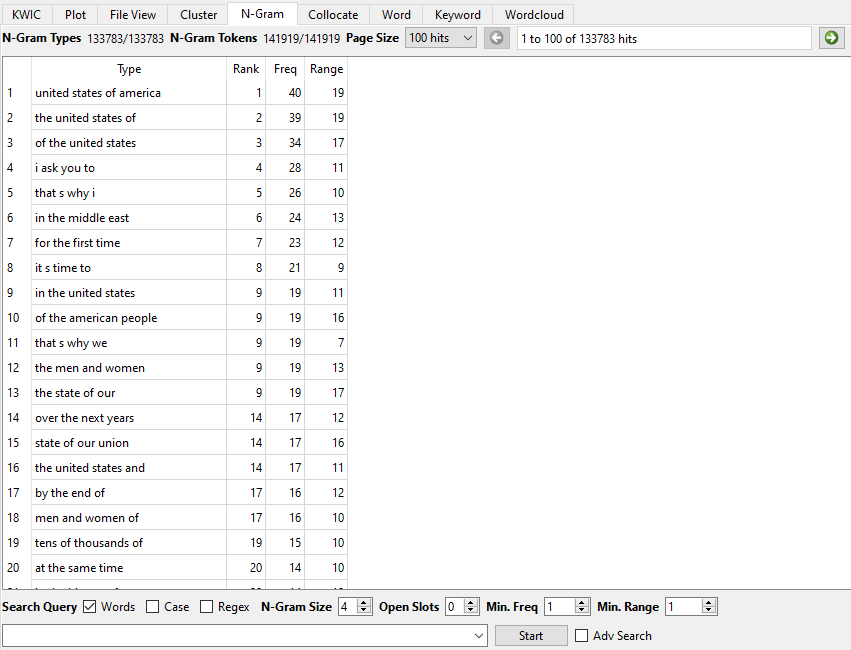 KWIC Plot File View Cluster N-Gram Collocate Word Keyword Wordcloud
N-Gram Types 133783/133783 N-Gram Tokens 141919/141919 Page Size 100 hits 1 to 100 of 133783 hits
Type Rank Freq Range
1 united states of america 1 40 19
2 the united states of 2 39 19
3 of the united states 3 34 17
4 i ask you to 4 28 11
5 that s why i 5 26 10
6 in the middle east 6 24 13
7 for the first time 7 23 12
8 it s time to 8 21 9
9 in the united states 9 19 11
10 of the american people 9 19 16
11 that s why we 9 19 7
12 the men and women 9 19 13
13 the state of our 9 19 17
14 over the next years 14 17 12
15 state of our union 14 17 16
16 the united states and 14 17 11
17 by the end of 17 16 12
18 men and women of 17 16 10
19 tens of thousands of 19 15 10
20 at the same time 20 14 10
Search Query Words Case Regex N-Gram Size 4 Open Slots 0 Min. Freq 1 Min. Range 1
Start Adv Search